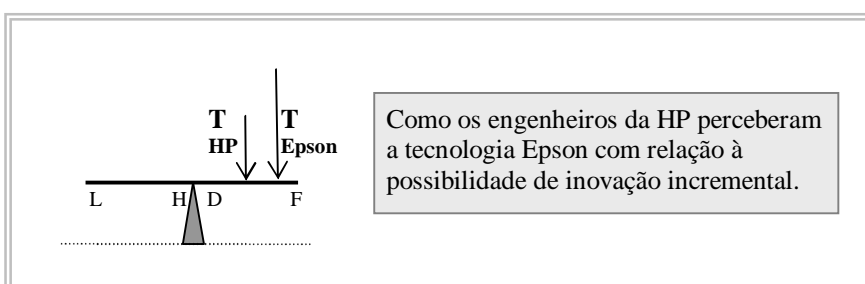 T T
HP Epson
L H D F
Como os engenheiros da HP perceberam
a tecnologia Epson com relação à
possibilidade de inovação incremental.